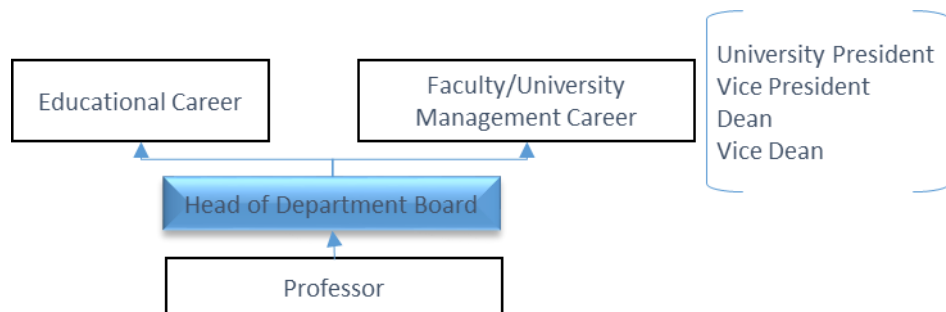 Educational Career
Faculty/University
Management Career
University President
Vice President
Dean
Vice Dean
Head of Department Board
Professor